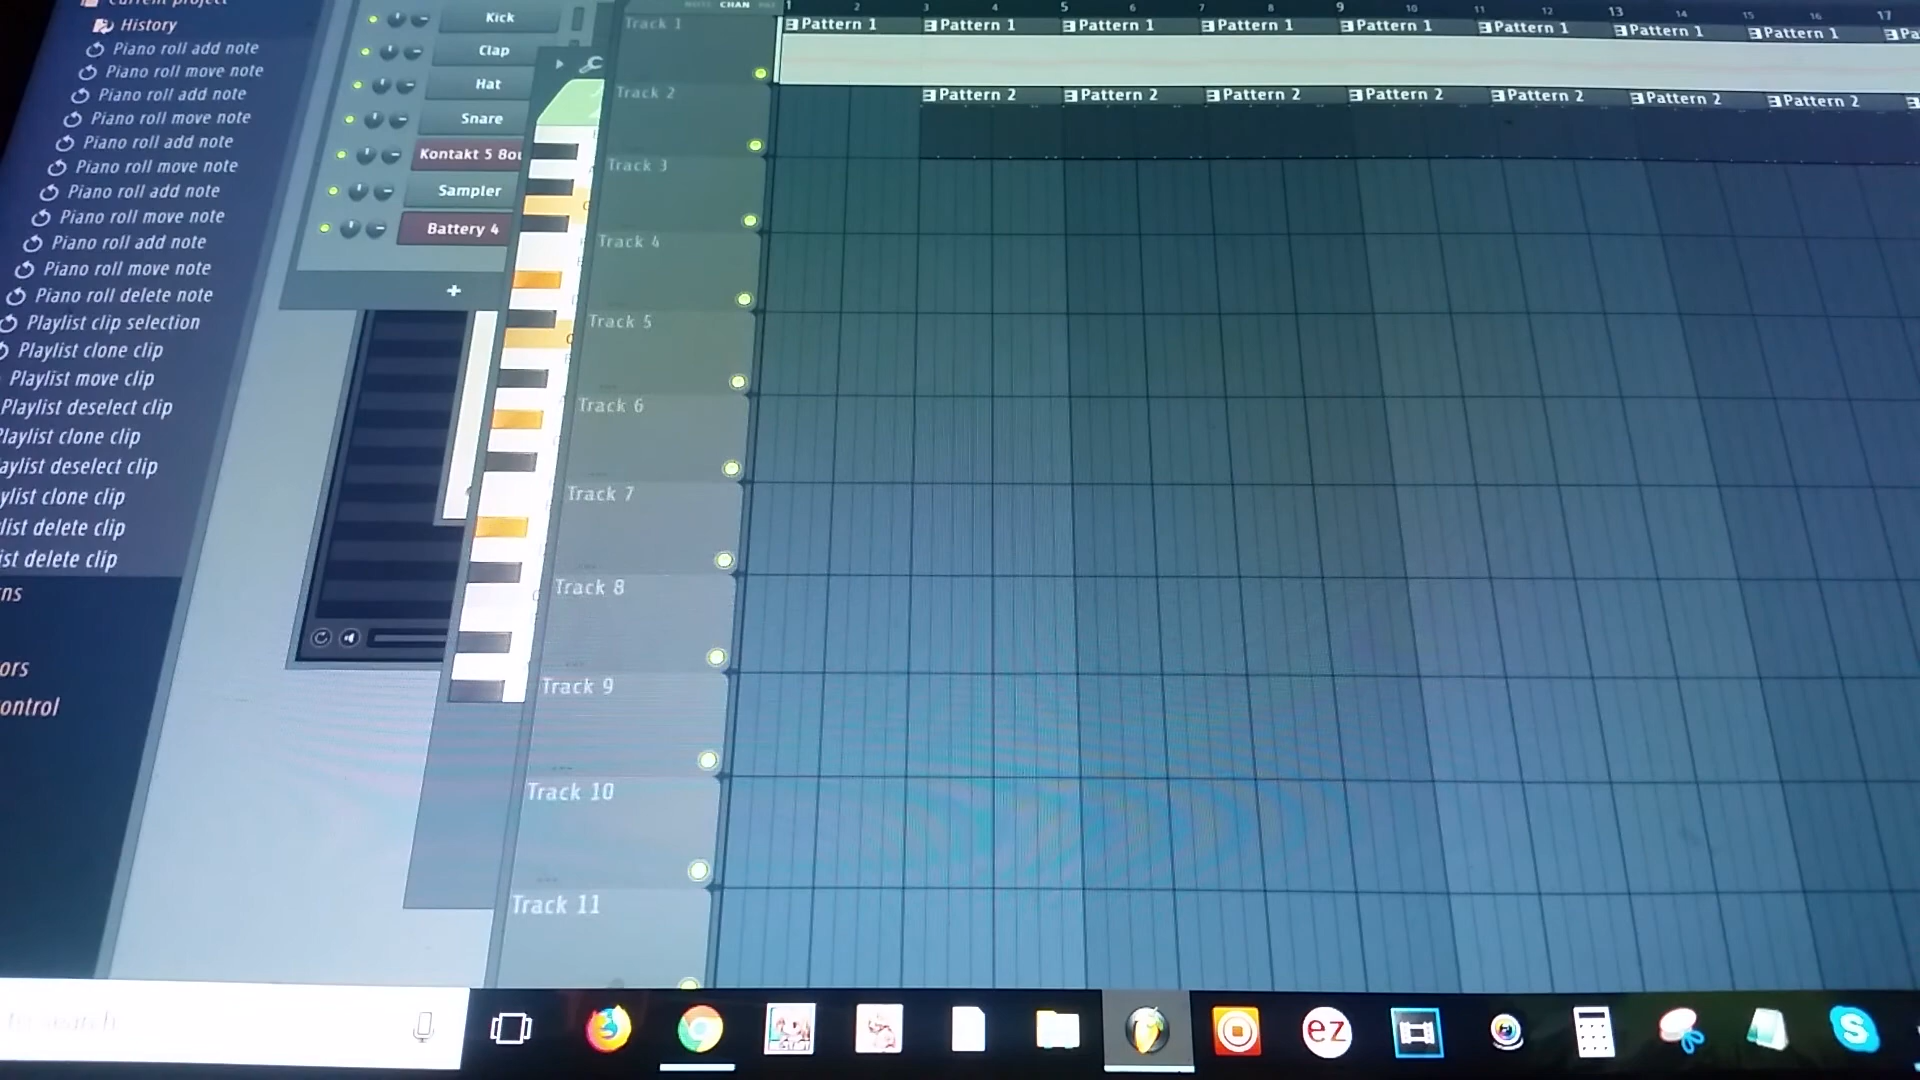 Current project
History
Piano roll add note
Piano roll move note
Piano roll add note
Piano roll move note
Piano roll add note
Piano roll move note
Piano roll add note
Piano roll move note
Piano roll add note
Piano roll move note
Piano roll delete note
Playlist clip selection
Playlist clone clip
Playlist move clip
Playlist deselect clip
Playlist clone clip
aylist deselect clip
ylist clone clip
list delete clip
ist delete clip
ns
ors
ontrol
Kick
Clap
Hat
Snare
Kontakt 5 Bou
Sampler
Battery 4
+
CHAN
1 2 3 4 5 6 7 8 9 10 11 12 13 14 15 16 17
Track 1
Pattern 1 Pattern 1 Pattern 1 Pattern 1 Pattern 1 Pattern 1 Pattern 1 Pattern 1 Pa
Track 2
Pattern 2 Pattern 2 Pattern 2 Pattern 2 Pattern 2 Pattern 2 Pattern 2
Track 3
Track 4
Track 5
Track 6
Track 7
Track 8
Track 9
Track 10
Track 11
search
ez
S